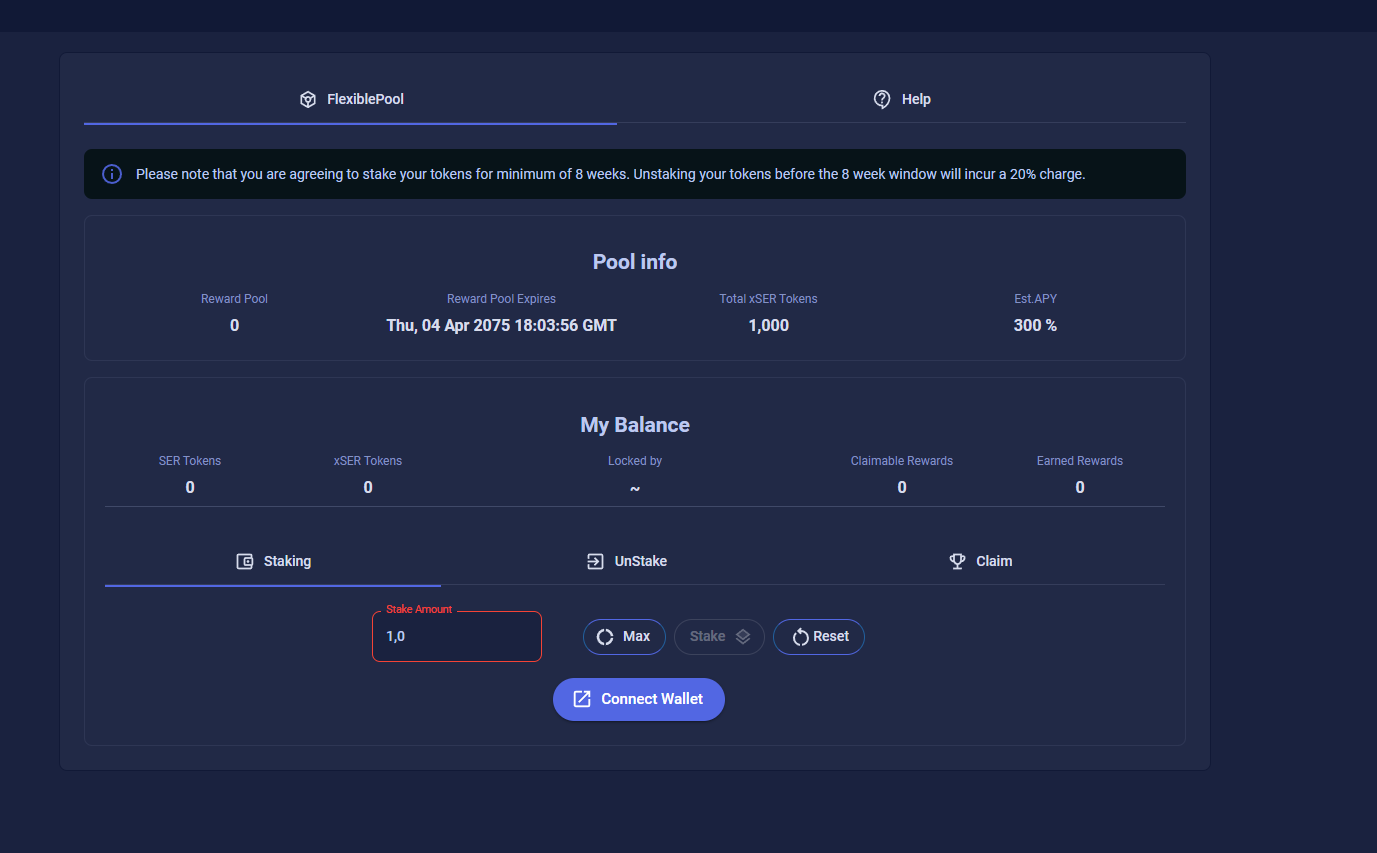 FlexiblePool
Help
Please note that you are agreeing to stake your tokens for minimum of 8 weeks. Unstaking your tokens before the 8 week window will incur a 20% charge.
Pool info
Reward Pool
Reward Pool Expires
Total xSER Tokens
Est.APY
0
Thu, 04 Apr 2075 18:03:56 GMT
1,000
300 %
My Balance
SER Tokens
xSER Tokens
Locked by
Claimable Rewards
Earned Rewards
0
0
~
0
0
Staking
UnStake
Claim
Stake Amount
1,0
Max
Stake
Reset
Connect Wallet